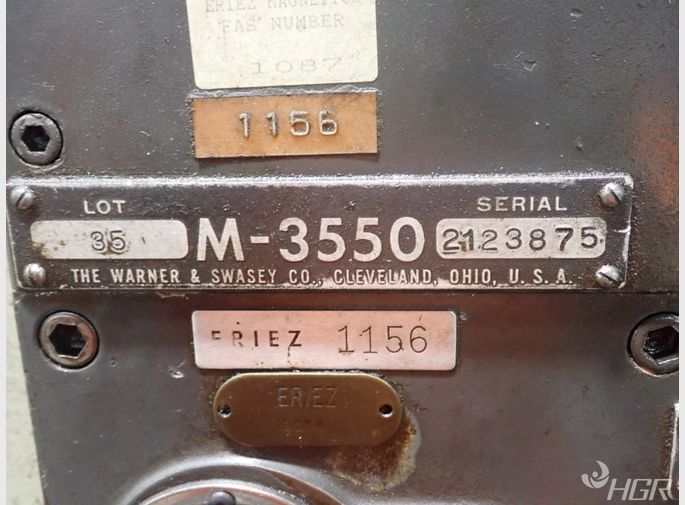 ERIEZ MAGNETICS
FAS NUMBER
1087
1156
LOT
SERIAL
35
M-3550
2123875
THE WARNER & SWASEY CO., CLEVELAND, OHIO, U.S.A.
ERIEZ 1156
ERIEZ
HGR